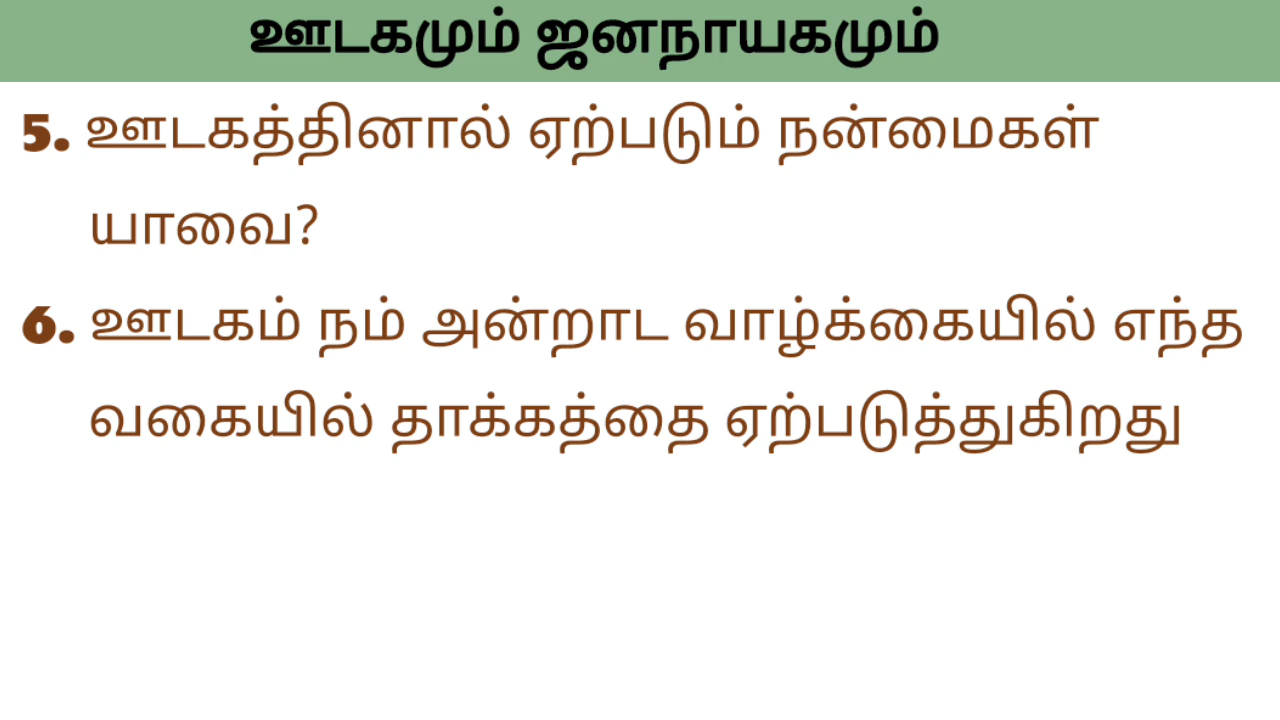 ஊடகமும் ஜனநாயகமும்
5. ஊடகத்தினால் ஏற்படும் நன்மைகள்
யாவை?
6. ஊடகம் நம் அன்றாட வாழ்க்கையில் எந்த
வகையில் தாக்கத்தை ஏற்படுத்துகிறது